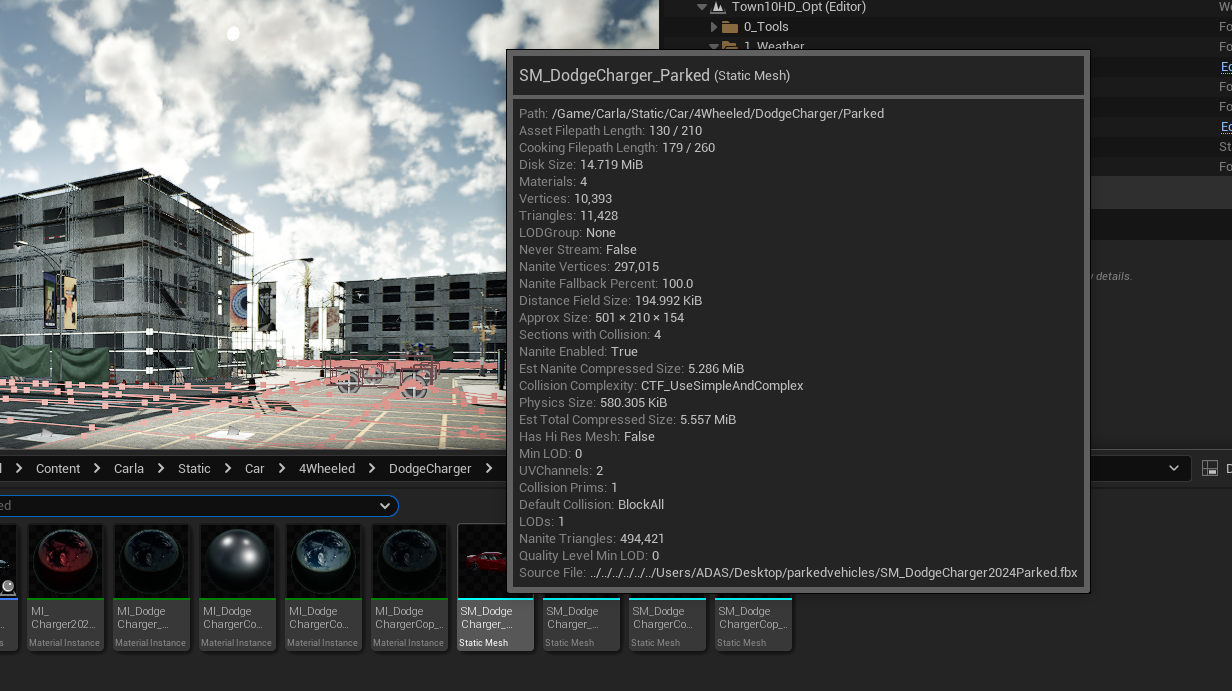 Town10HD_Opt (Editor)
0_Tools
1_Weather
SM_DodgeCharger_Parked (Static Mesh)
Path: /Game/Carla/Static/Car/4Wheeled/DodgeCharger/Parked
Asset Filepath Length: 130 / 210
Cooking Filepath Length: 179 / 260
Disk Size: 14.719 MiB
Materials: 4
Vertices: 10,393
Triangles: 11,428
LODGroup: None
Never Stream: False
Nanite Vertices: 297,015
Nanite Fallback Percent: 100.0
Distance Field Size: 194.992 KiB
Approx Size: 501 × 210 × 154
Sections with Collision: 4
Nanite Enabled: True
Est Nanite Compressed Size: 5.286 MiB
Collision Complexity: CTF_UseSimpleAndComplex
Physics Size: 580.305 KiB
Est Total Compressed Size: 5.557 MiB
Has Hi Res Mesh: False
Min LOD: 0
UVChannels: 2
Collision Prims: 1
Default Collision: BlockAll
LODs: 1
Nanite Triangles: 494,421
Quality Level Min LOD: 0
Source File: ../../../../../../Users/ADAS/Desktop/parkedvehicles/SM_DodgeCharger2024Parked.fbx
details.
Content > Carla > Static > Car > 4Wheeled > DodgeCharger >
MI_
Charger202...
Material Instance
MI_Dodge
Charger_...
Material Instance
MI_Dodge
ChargerCo...
Material Instance
MI_Dodge
ChargerCo...
Material Instance
MI_Dodge
ChargerCop_...
Material Instance
SM_Dodge
Charger_...
Static Mesh
SM_Dodge
Charger_...
Static Mesh
SM_Dodge
ChargerCo...
Static Mesh
SM_Dodge
ChargerCop_...
Static Mesh